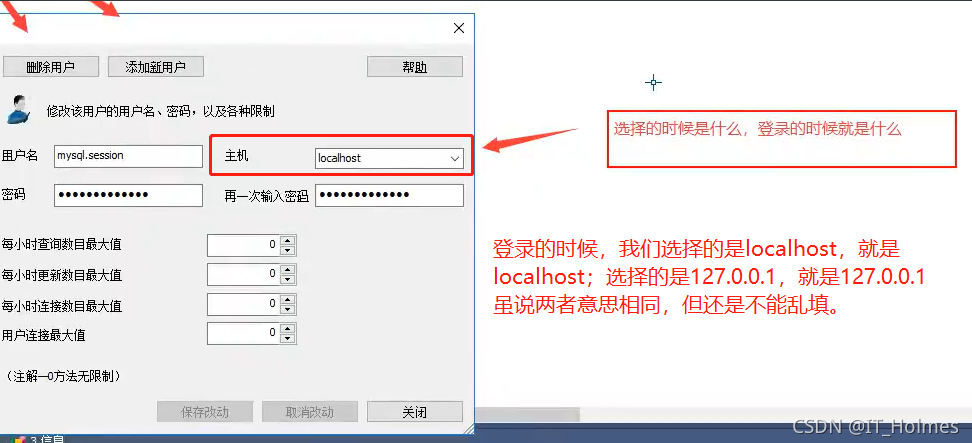 删除用户 添加新用户 帮助
修改该用户的用户名、密码，以及各种限制
用户名 mysql.session 主机 localhost
密码 ●●●●●●●●●●●●● 再一次输入密码 ●●●●●●●●●●●●●
每小时查询数目最大值 0
每小时更新数目最大值 0
每小时连接数目最大值 0
用户连接最大值 0
（注解—0方法无限制）
保存改动 取消改动 关闭
3 信息
选择的时候是什么，登录的时候就是什么
登录的时候，我们选择的是localhost，就是
localhost；选择的是127.0.0.1，就是127.0.0.1
虽说两者意思相同，但还是不能乱填。
CSDN @IT_Holmes